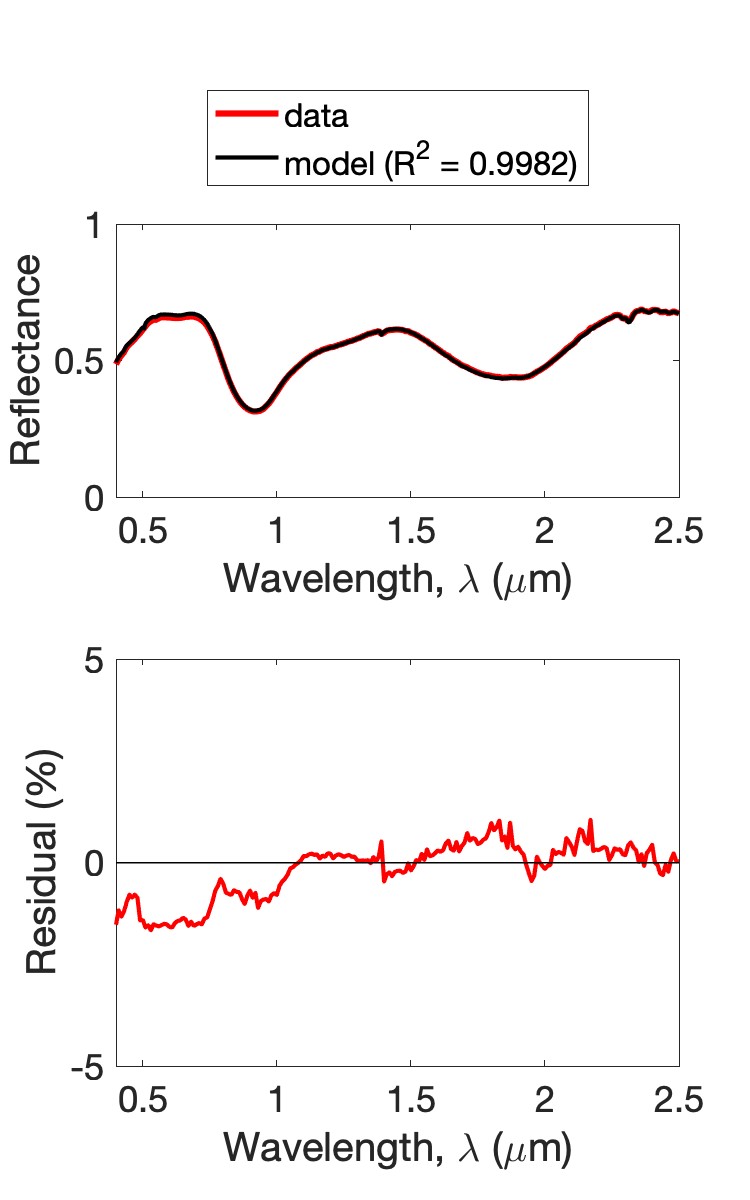 data
model (R² = 0.9982)
1
0.5
0
Reflectance
0.5 1 1.5 2 2.5
Wavelength, λ (μm)
5
0
-5
Residual (%)
0.5 1 1.5 2 2.5
Wavelength, λ (μm)